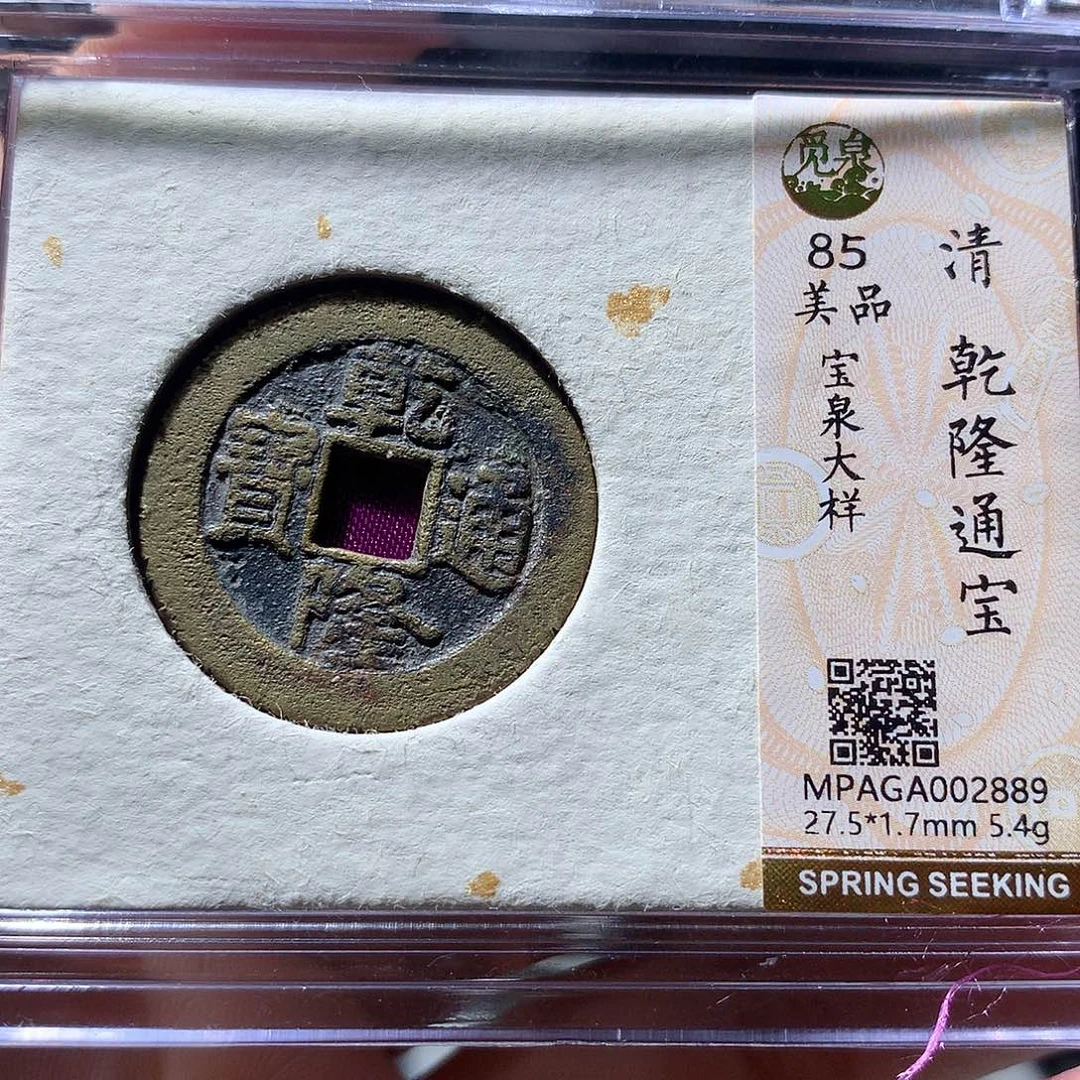 乾
隆
通
寶
觅泉
85
美品
宝泉大样
清 乾隆通宝
MPAGA002889
27.5*1.7mm 5.4g
SPRING SEEKING